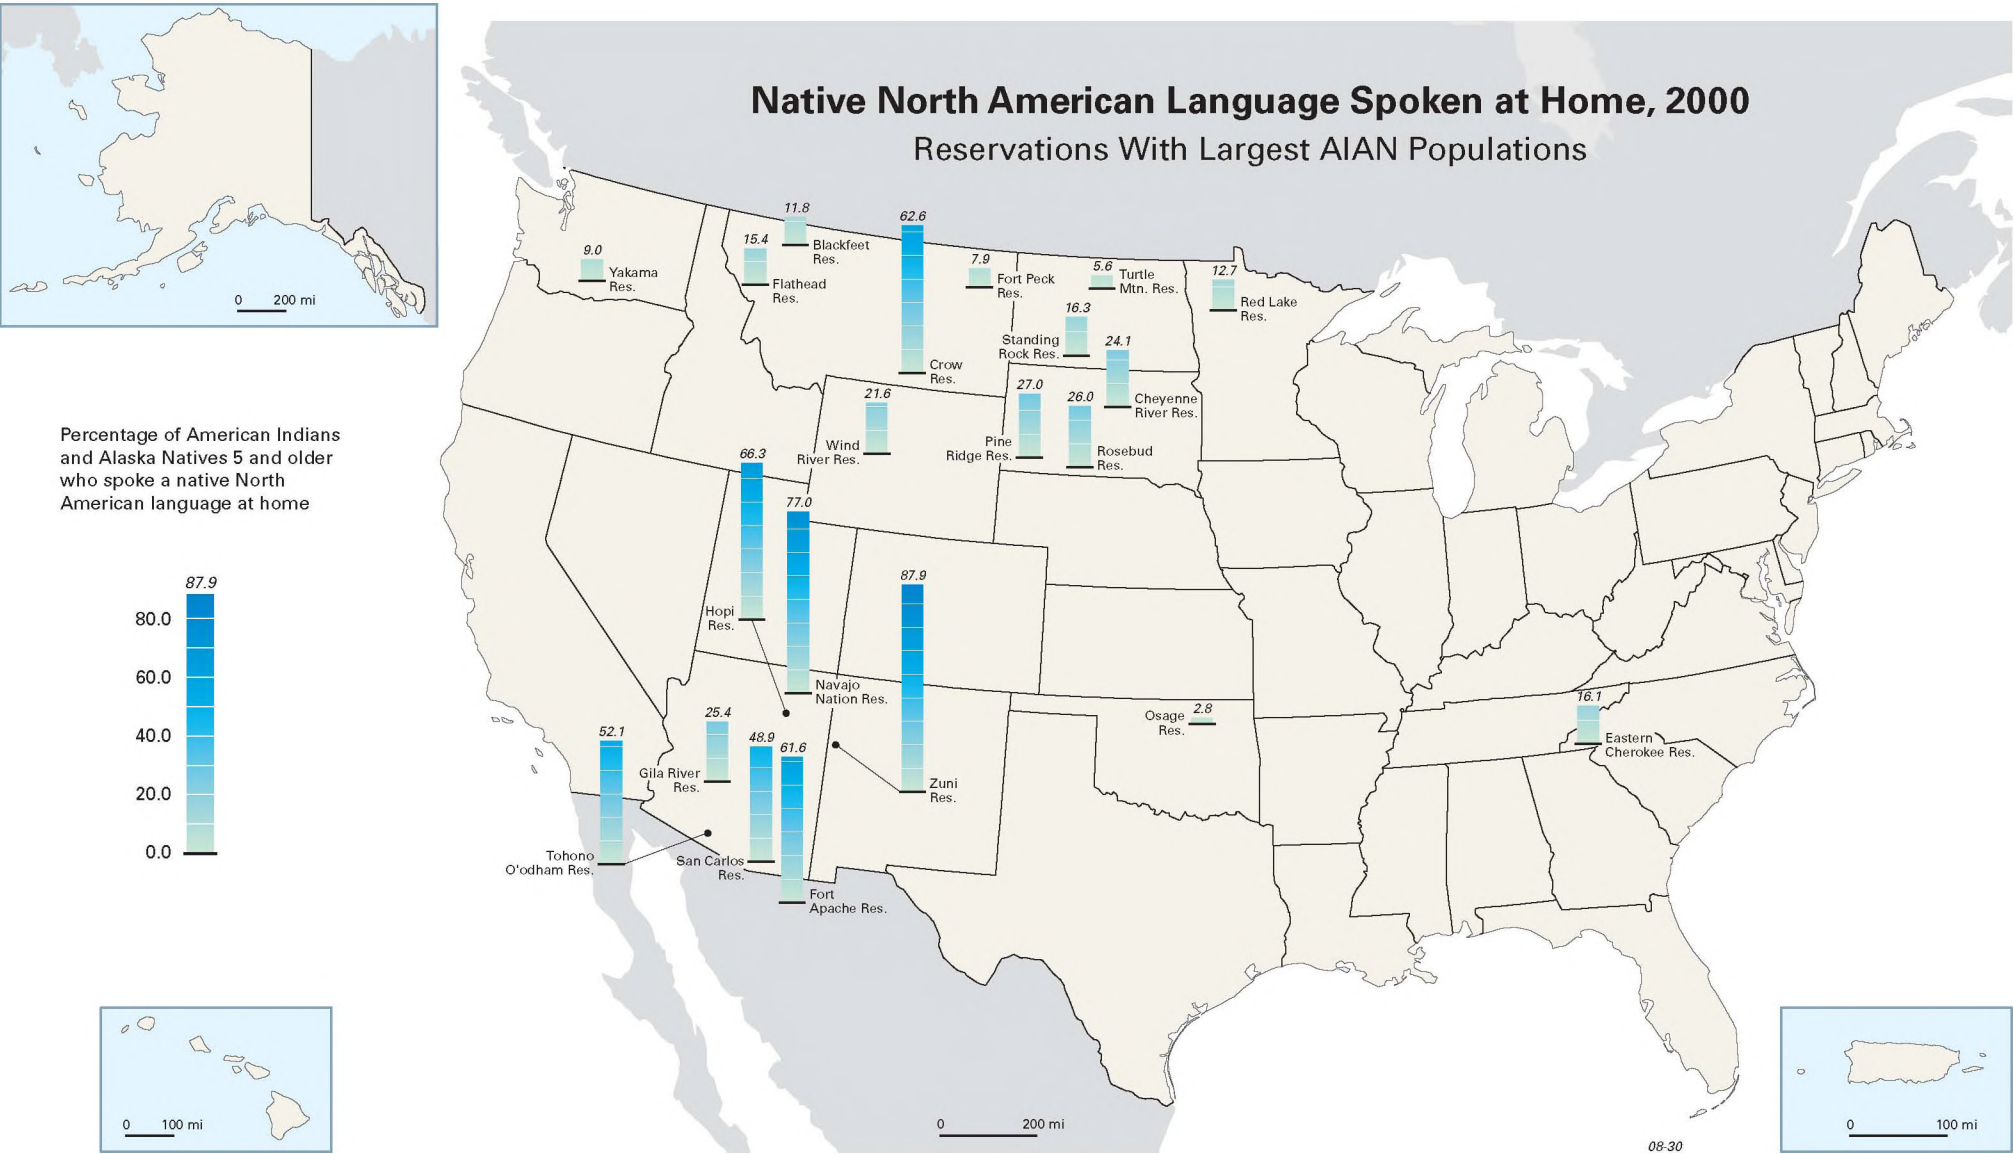 Native North American Language Spoken at Home, 2000
Reservations With Largest AIAN Populations
0 200 mi
Percentage of American Indians
and Alaska Natives 5 and older
who spoke a native North
American language at home
87.9
80.0
60.0
40.0
20.0
0.0
9.0
Yakama
Res.
11.8
Blackfeet
Res.
15.4
Flathead
Res.
62.6
Crow
Res.
7.9
Fort Peck
Res.
5.6
Turtle
Mtn. Res.
12.7
Red Lake
Res.
16.3
Standing
Rock Res.
24.1
Cheyenne
River Res.
21.6
Wind
River Res.
27.0
Pine
Ridge Res.
26.0
Rosebud
Res.
66.3
Hopi
Res.
77.0
Navajo
Nation Res.
87.9
Zuni
Res.
25.4
Gila River
Res.
52.1
Tohono
O'odham Res.
48.9
San Carlos
Res.
61.6
Fort
Apache Res.
2.8
Osage
Res.
16.1
Eastern
Cherokee Res.
0 100 mi
0 200 mi
0 100 mi
08-30